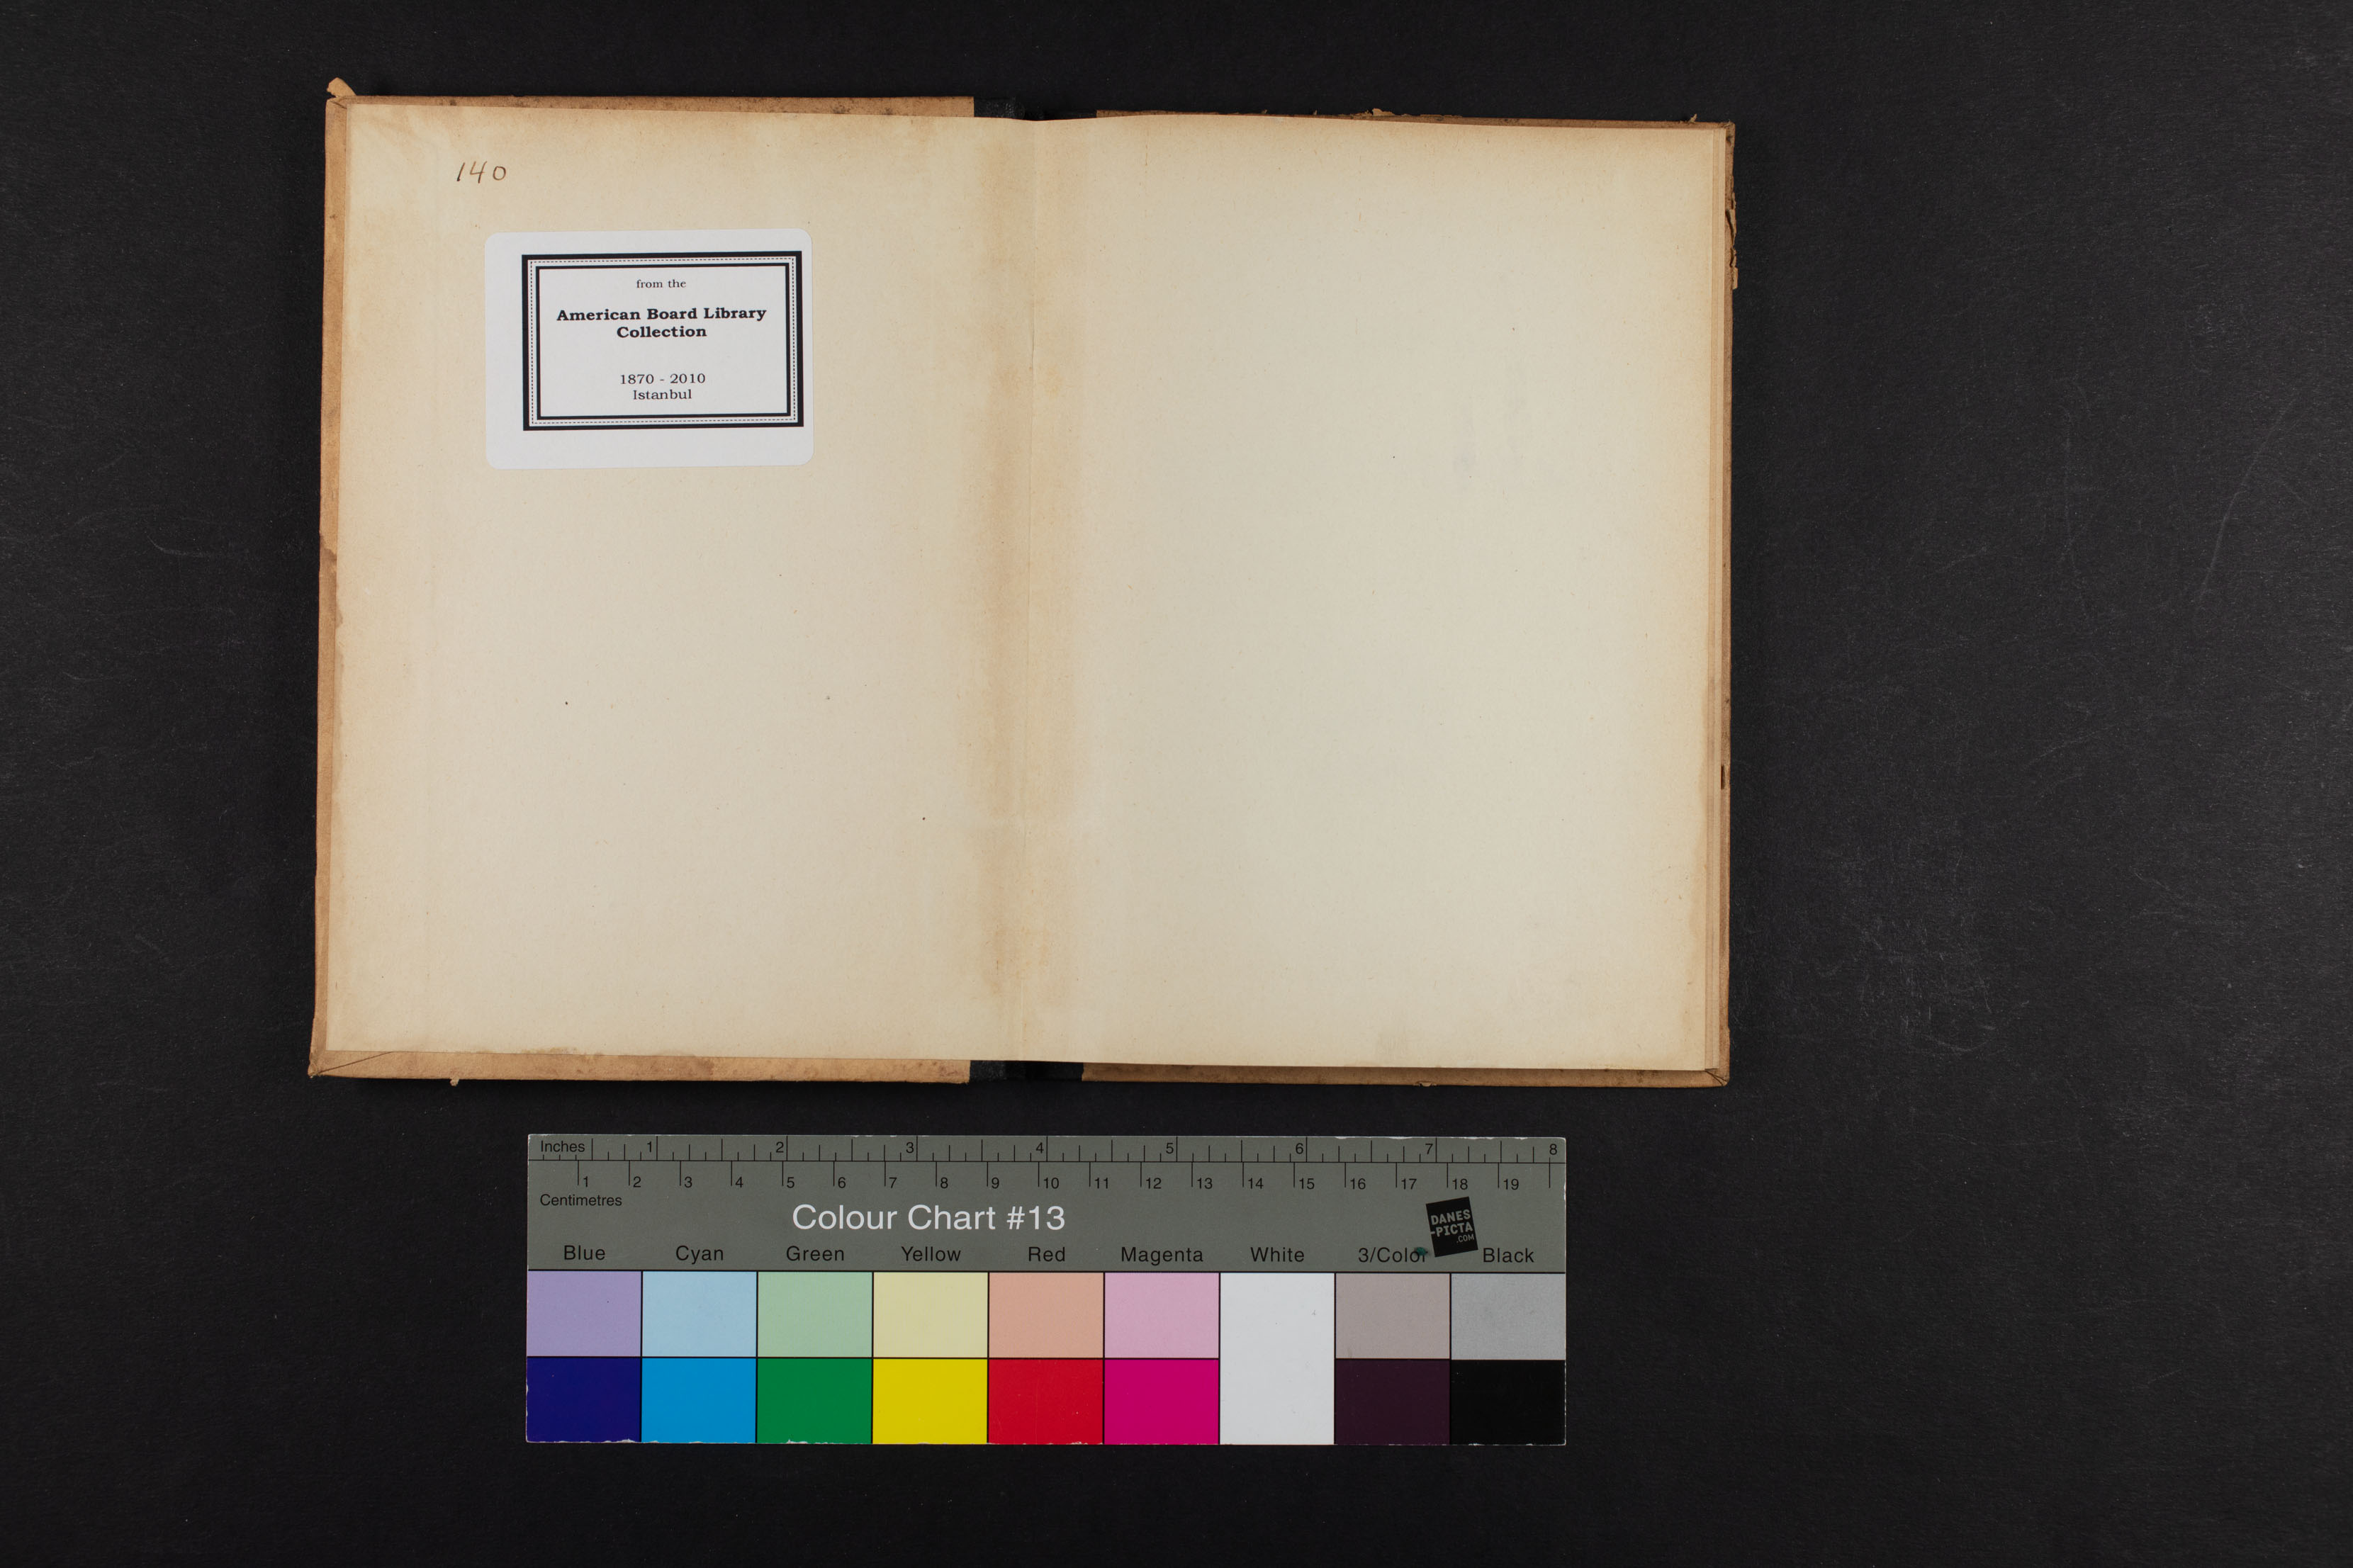 140
from the
American Board Library
Collection
1870 - 2010
Istanbul
Inches 1 2 3 4 5 6 7 8
1 2 3 4 5 6 7 8 9 10 11 12 13 14 15 16 17 18 19
Centimetres
Colour Chart #13
DANES
-PICTA
.COM
Blue Cyan Green Yellow Red Magenta White 3/Color Black